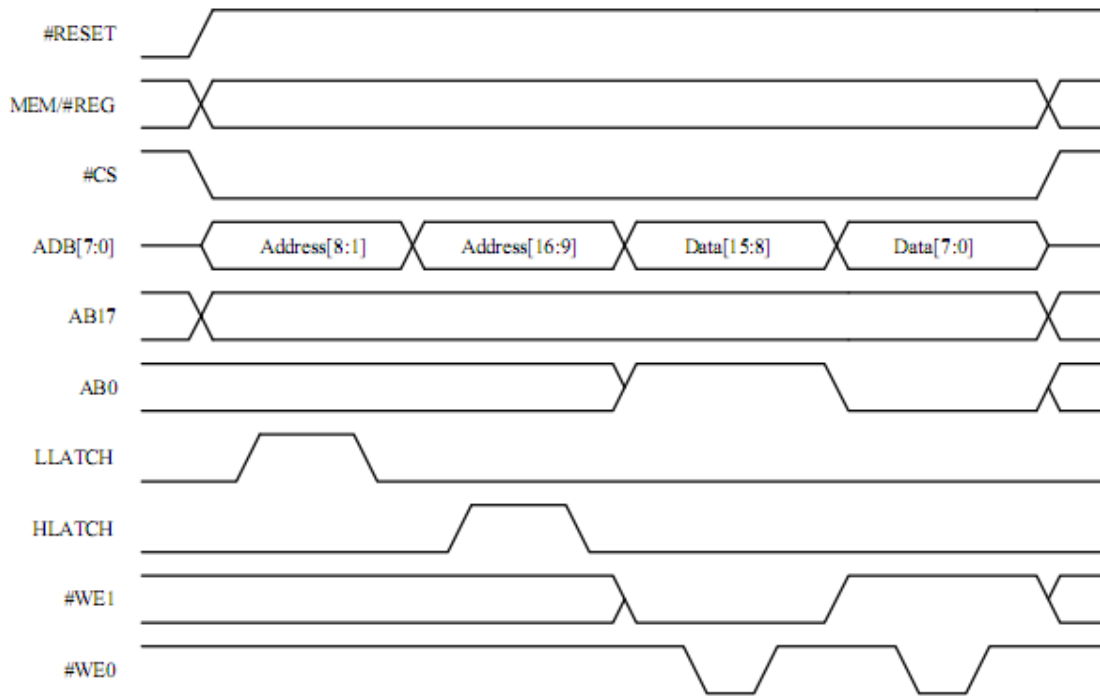 #RESET
MEM/#REG
#CS
ADB[7:0] Address[8:1] Address[16:9] Data[15:8] Data[7:0]
AB17
AB0
LLATCH
HLATCH
#WE1
#WE0